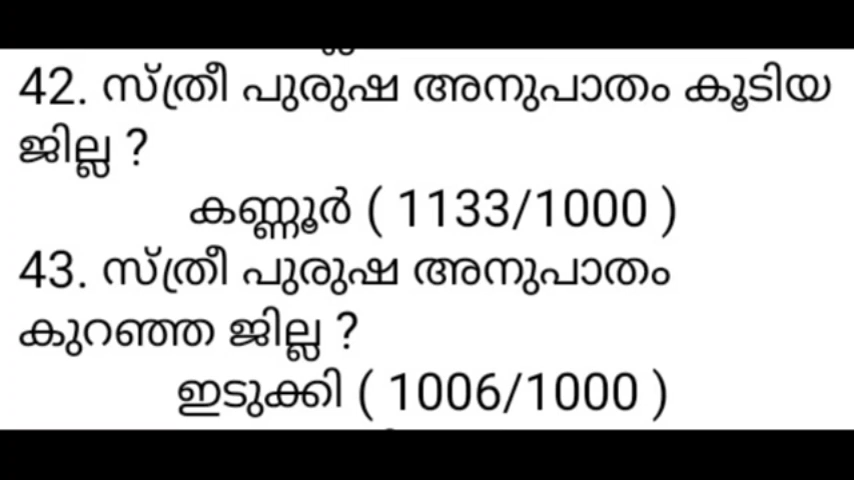 42. സ്ത്രീ പുരുഷ അനുപാതം കൂടിയ
ജില്ല ?
കണ്ണൂർ ( 1133/1000 )
43. സ്ത്രീ പുരുഷ അനുപാതം
കുറഞ്ഞ ജില്ല ?
ഇടുക്കി ( 1006/1000 )